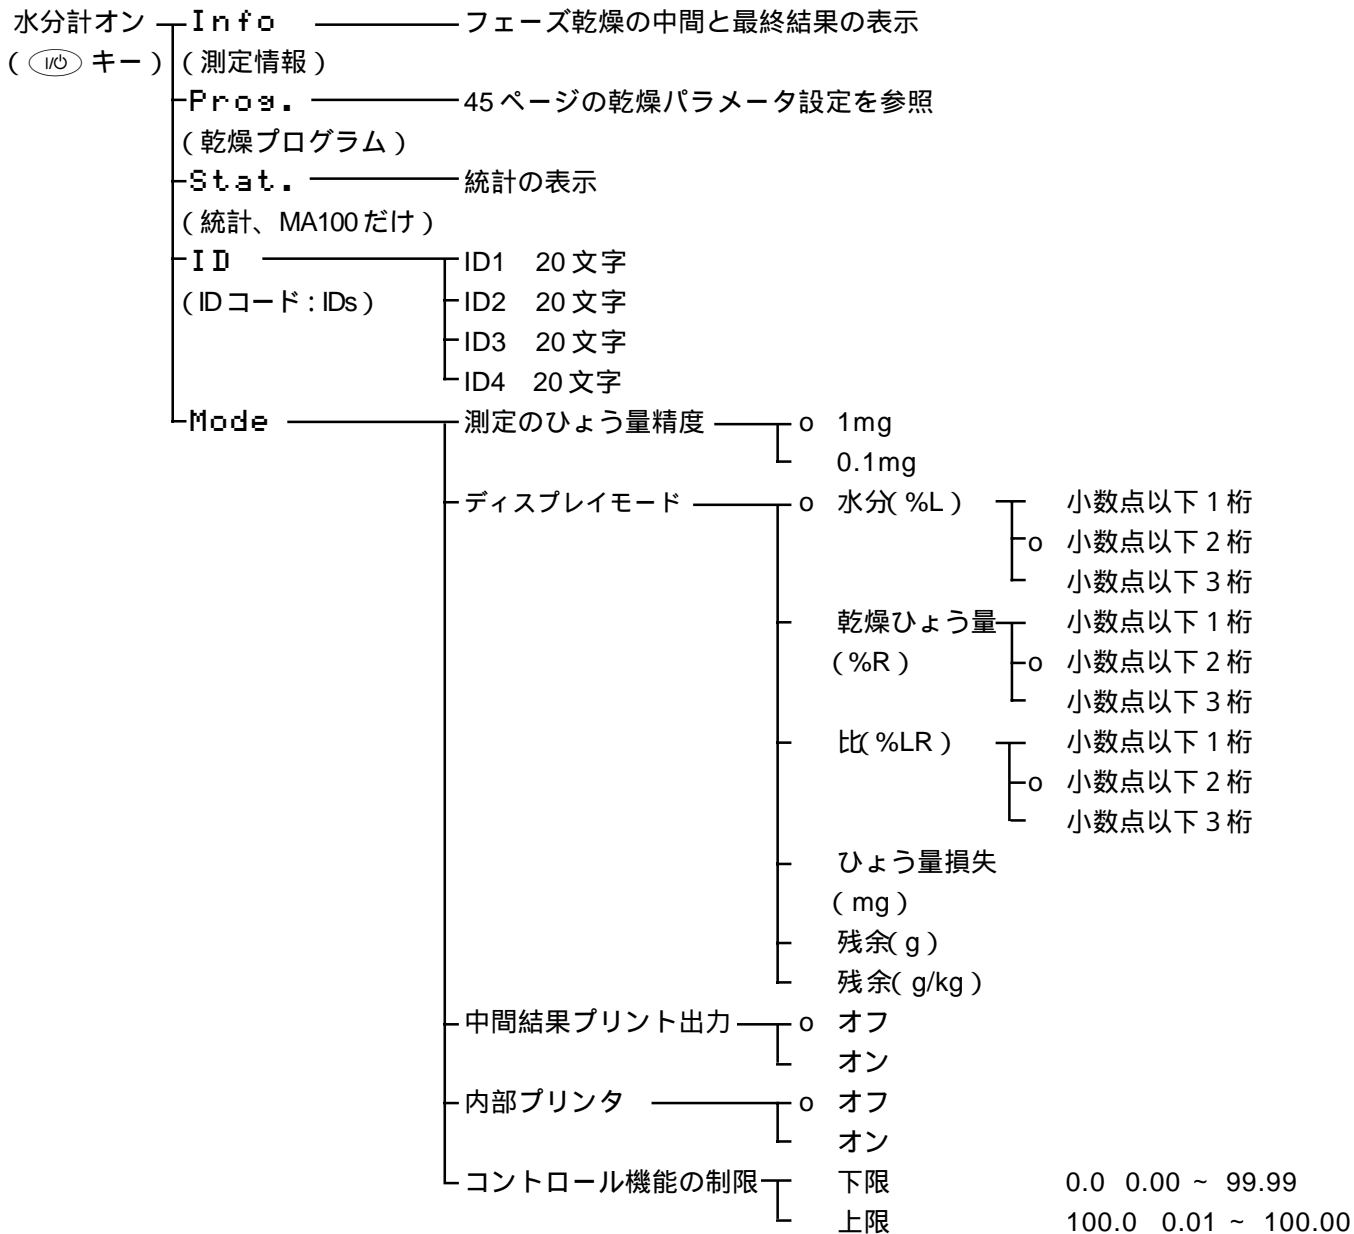 水分計オン Info フェーズ乾燥の中間と最終結果の表示
( I/⏻ キー ) ( 測定情報 )
Prog. 45 ページの乾燥パラメータ設定を参照
( 乾燥プログラム )
Stat. 統計の表示
( 統計、MA100 だけ )
ID ID1 20 文字
( ID コード : IDs ) ID2 20 文字
ID3 20 文字
ID4 20 文字
Mode 測定のひょう量精度 o 1mg
0.1mg
ディスプレイモード o 水分( %L ) 小数点以下 1 桁
o 小数点以下 2 桁
小数点以下 3 桁
乾燥ひょう量 小数点以下 1 桁
( %R ) o 小数点以下 2 桁
小数点以下 3 桁
比( %LR ) 小数点以下 1 桁
o 小数点以下 2 桁
小数点以下 3 桁
ひょう量損失
( mg )
残余( g )
残余( g/kg )
中間結果プリント出力 o オフ
オン
内部プリンタ o オフ
オン
コントロール機能の制限 下限 0.0 0.00 ~ 99.99
上限 100.0 0.01 ~ 100.00